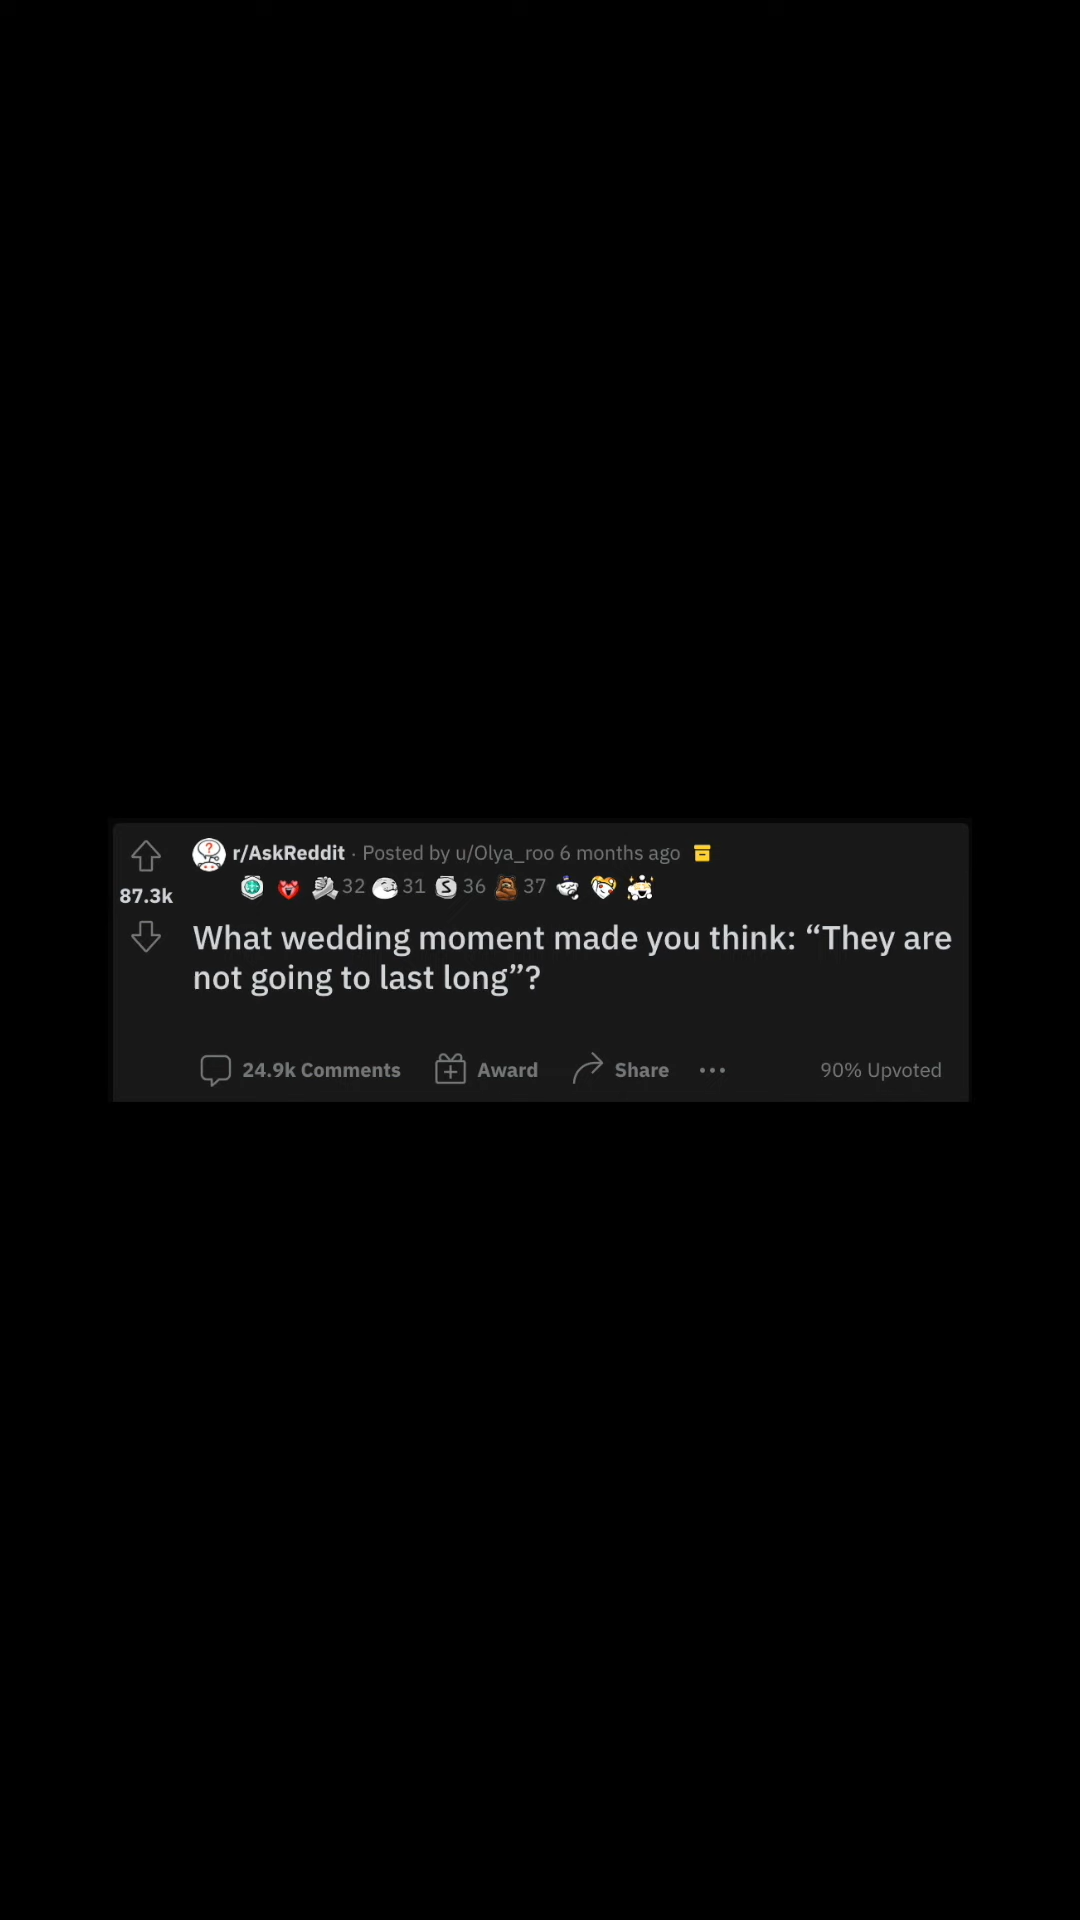 r/AskReddit · Posted by u/Olya_roo 6 months ago
32 31 36 37
87.3k
What wedding moment made you think: “They are
not going to last long”?
24.9k Comments Award Share ••• 90% Upvoted